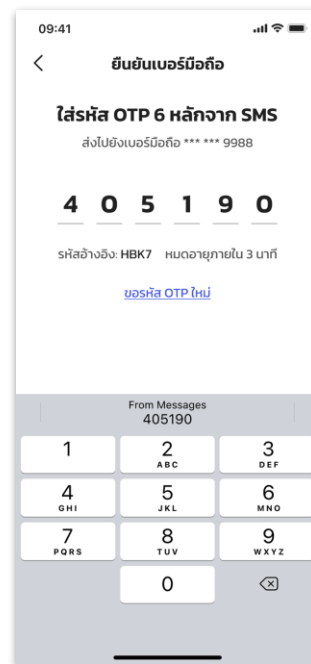 09:41
ยืนยันเบอร์มือถือ
ใส่รหัส OTP 6 หลักจาก SMS
ส่งไปยังเบอร์มือถือ *** *** 9988
4 0 5 1 9 0
รหัสอ้างอิง: HBK7 หมดอายุภายใน 3 นาที
ขอรหัส OTP ใหม่
From Messages
405190
1 2 3
ABC DEF
4 5 6
GHI JKL MNO
7 8 9
PQRS TUV WXYZ
0